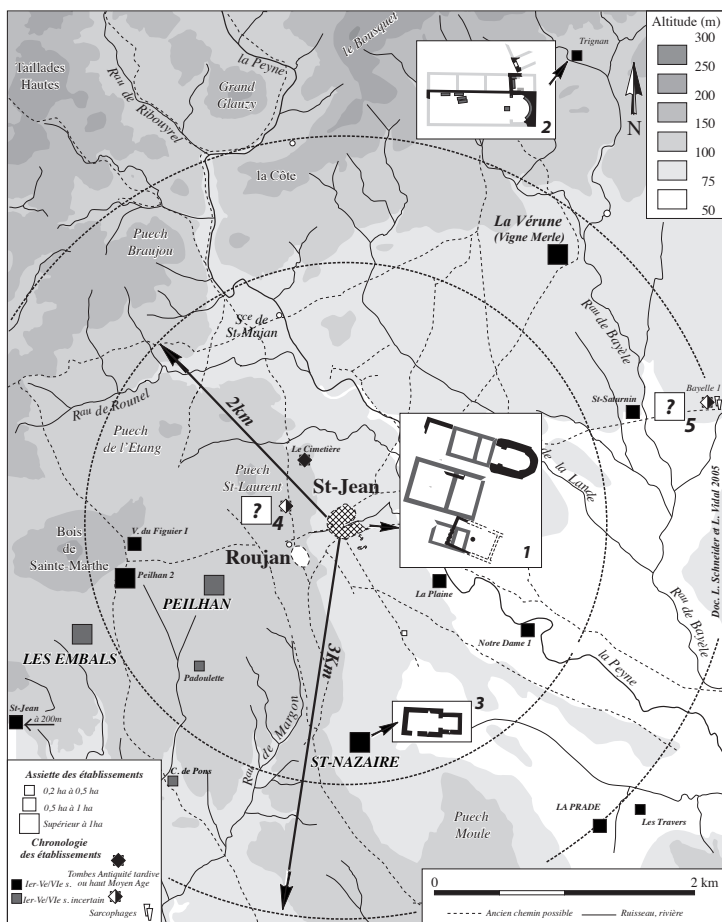 Altitude (m)
300
250
200
150
100
75
50
N
Taillades
Hautes
Rau de Ribouyrel
la Peyne
Grand
Glauzy
le Bousquet
Trignan
2
la Côte
Puech
Braujou
La Vérune
(Vigne Merle)
Sce de
St-Majan
Rau de Bayèle
2km
Rau de Rounel
Puech
de l'Etang
Le Cimetière
Puech
St-Laurent
St-Jean
?
4
St-Saturnin
?
5
Bayelle 1
de la Lande
1
Bois
de
Sainte Marthe
V. du Figuier 1
Roujan
Peilhan 2
PEILHAN
La Plaine
Doc. L. Schneider et L. Vidal 2005
Rau de Bayèle
LES EMBALS
Notre Dame 1
la Peyne
Padoulette
3Km
Rau de Margon
St-Jean
à 200m
3
ST-NAZAIRE
C. de Pons
Puech
Moule
LA PRADE
Les Travers
Assiette des établissements
0,2 ha à 0,5 ha
0,5 ha à 1 ha
Supérieur à 1ha
Chronologie
des établissements
Tombes Antiquité tardive
ou haut Moyen Age
Ier-Ve/VIe s.
Ier-Ve/VIe s. incertain
Sarcophages
0
2 km
Ancien chemin possible
Ruisseau, rivière